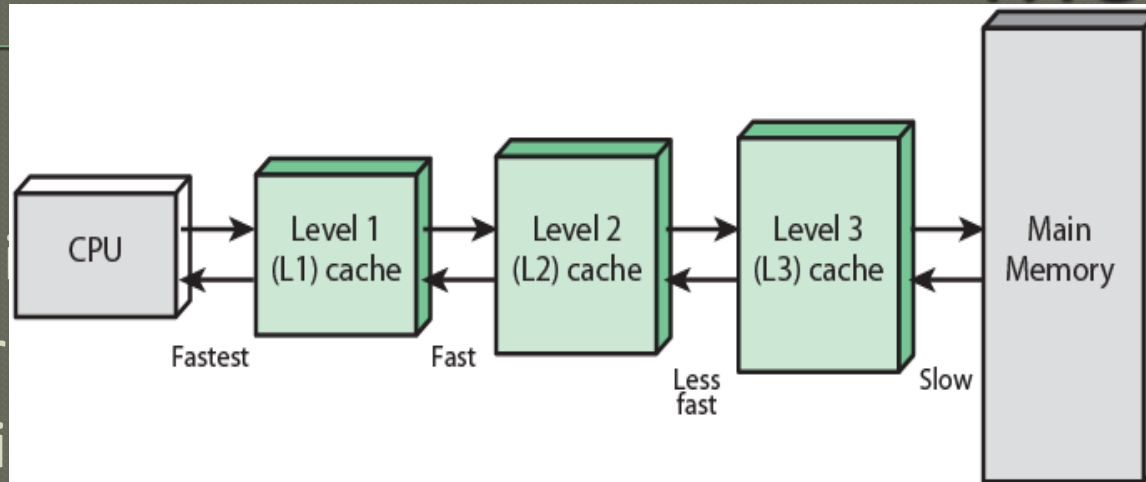 CPU
Level 1
(L1) cache
Level 2
(L2) cache
Level 3
(L3) cache
Main
Memory
Fastest
Fast
Less
fast
Slow